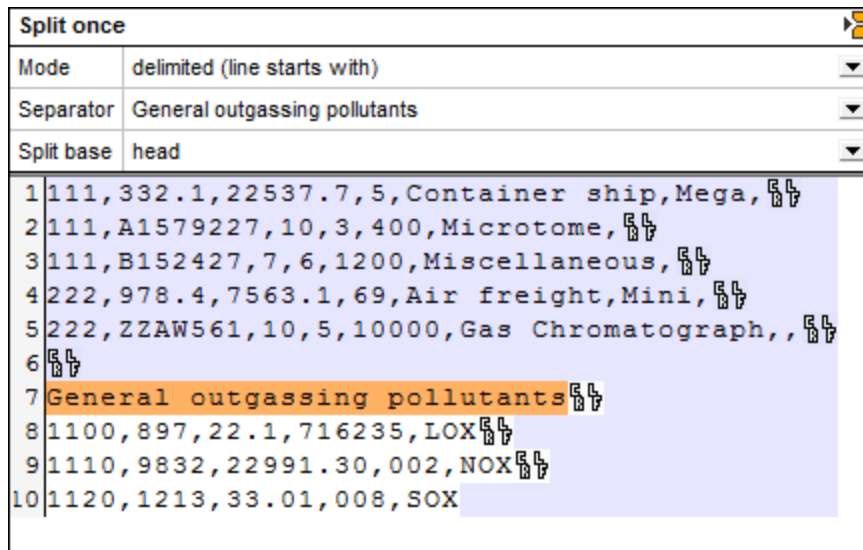 Split once
Mode delimited (line starts with)
Separator General outgassing pollutants
Split base head
1 111,332.1,22537.7,5,Container ship,Mega,
2 111,A1579227,10,3,400,Microtome,
3 111,B152427,7,6,1200,Miscellaneous,
4 222,978.4,7563.1,69,Air freight,Mini,
5 222,ZZAW561,10,5,10000,Gas Chromatograph,,
6
7 General outgassing pollutants
8 1100,897,22.1,716235,LOX
9 1110,9832,22991.30,002,NOX
10 1120,1213,33.01,008,SOX